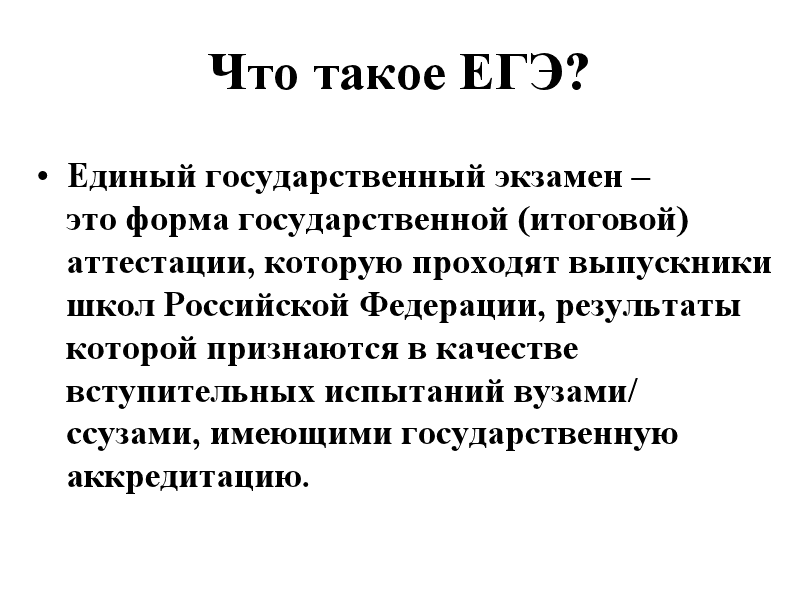 Что такое ЕГЭ?
• Единый государственный экзамен –
это форма государственной (итоговой)
аттестации, которую проходят выпускники
школ Российской Федерации, результаты
которой признаются в качестве
вступительных испытаний вузами/
ссузами, имеющими государственную
аккредитацию.